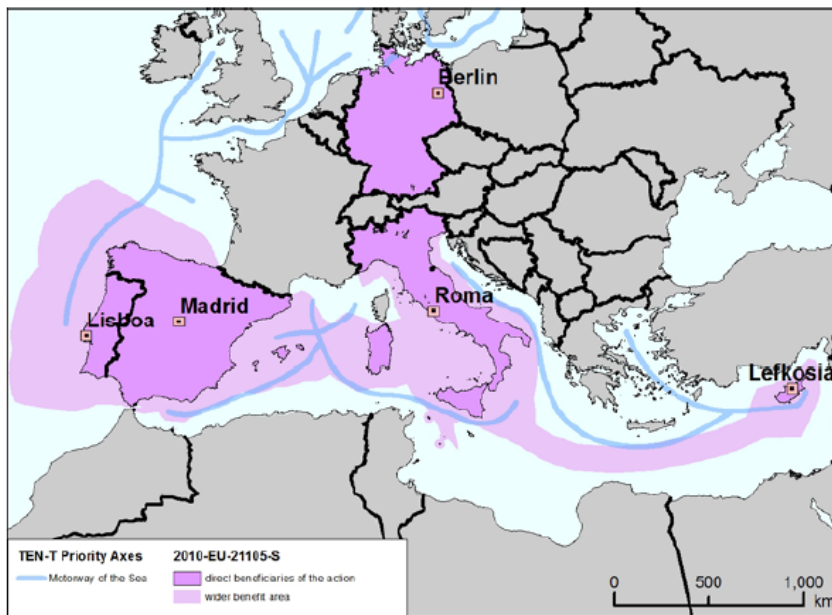 Berlin
Roma
Madrid
Lisboa
Lefkosia
TEN-T Priority Axes
Motorway of the Sea
2010-EU-21105-S
direct beneficiaries of the action
wider benefit area
0 500 1,000
km